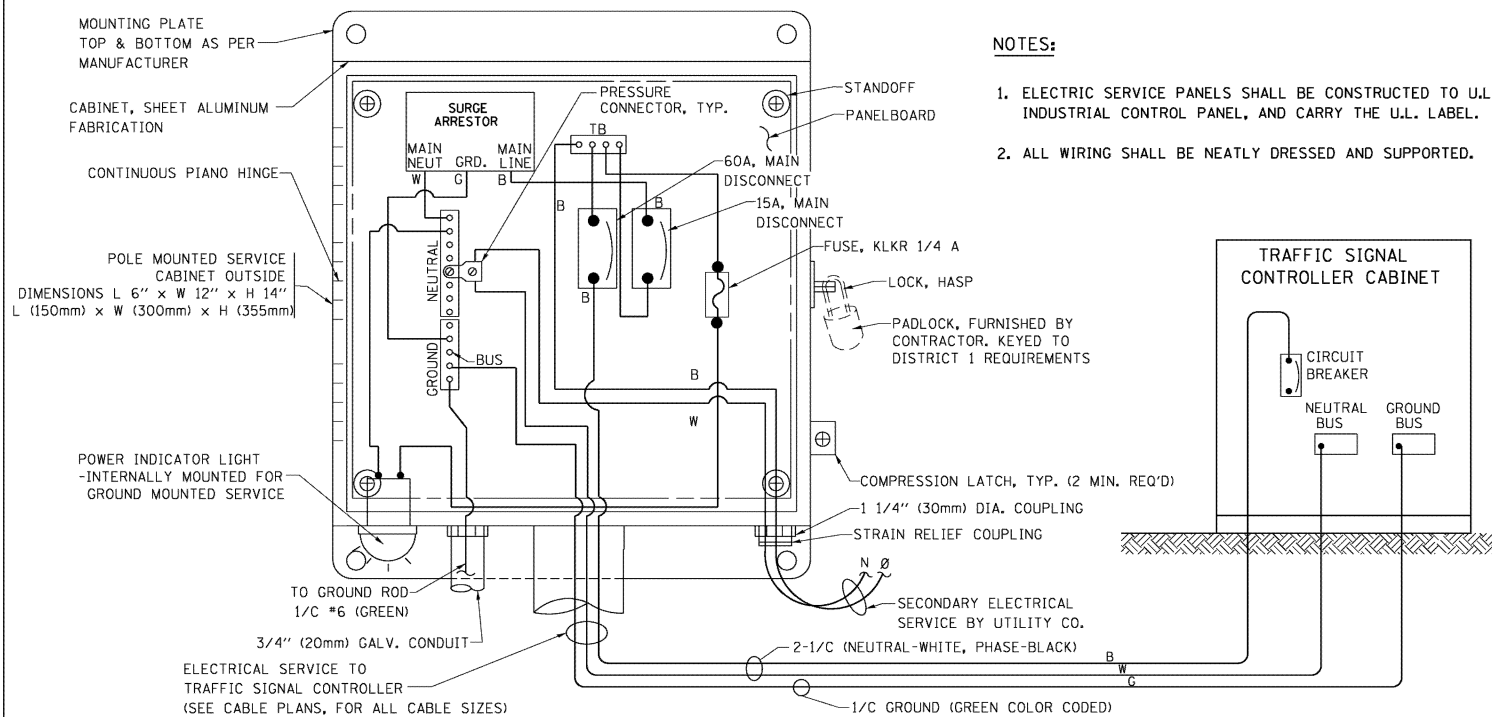 MOUNTING PLATE
TOP & BOTTOM AS PER
MANUFACTURER
CABINET, SHEET ALUMINUM
FABRICATION
CONTINUOUS PIANO HINGE
POLE MOUNTED SERVICE
CABINET OUTSIDE
DIMENSIONS L 6" x W 12" x H 14"
L (150mm) x W (300mm) x H (355mm)
POWER INDICATOR LIGHT
-INTERNALLY MOUNTED FOR
GROUND MOUNTED SERVICE
SURGE
ARRESTOR
MAIN
NEUT
GRD.
MAIN
LINE
W
G
B
PRESSURE
CONNECTOR, TYP.
TB
STANDOFF
PANELBOARD
60A, MAIN
DISCONNECT
15A, MAIN
DISCONNECT
B
B
B
FUSE, KLKR 1/4 A
NEUTRAL
GROUND
BUS
LOCK, HASP
PADLOCK, FURNISHED BY
CONTRACTOR. KEYED TO
DISTRICT 1 REQUIREMENTS
B
W
COMPRESSION LATCH, TYP. (2 MIN. REQ'D)
1 1/4" (30mm) DIA. COUPLING
STRAIN RELIEF COUPLING
N Ø
SECONDARY ELECTRICAL
SERVICE BY UTILITY CO.
TO GROUND ROD
1/C #6 (GREEN)
3/4" (20mm) GALV. CONDUIT
ELECTRICAL SERVICE TO
TRAFFIC SIGNAL CONTROLLER
(SEE CABLE PLANS, FOR ALL CABLE SIZES)
2-1/C (NEUTRAL-WHITE, PHASE-BLACK)
B
W
G
1/C GROUND (GREEN COLOR CODED)
NOTES:
1. ELECTRIC SERVICE PANELS SHALL BE CONSTRUCTED TO U.L
INDUSTRIAL CONTROL PANEL, AND CARRY THE U.L. LABEL.
2. ALL WIRING SHALL BE NEATLY DRESSED AND SUPPORTED.
TRAFFIC SIGNAL
CONTROLLER CABINET
CIRCUIT
BREAKER
NEUTRAL
BUS
GROUND
BUS